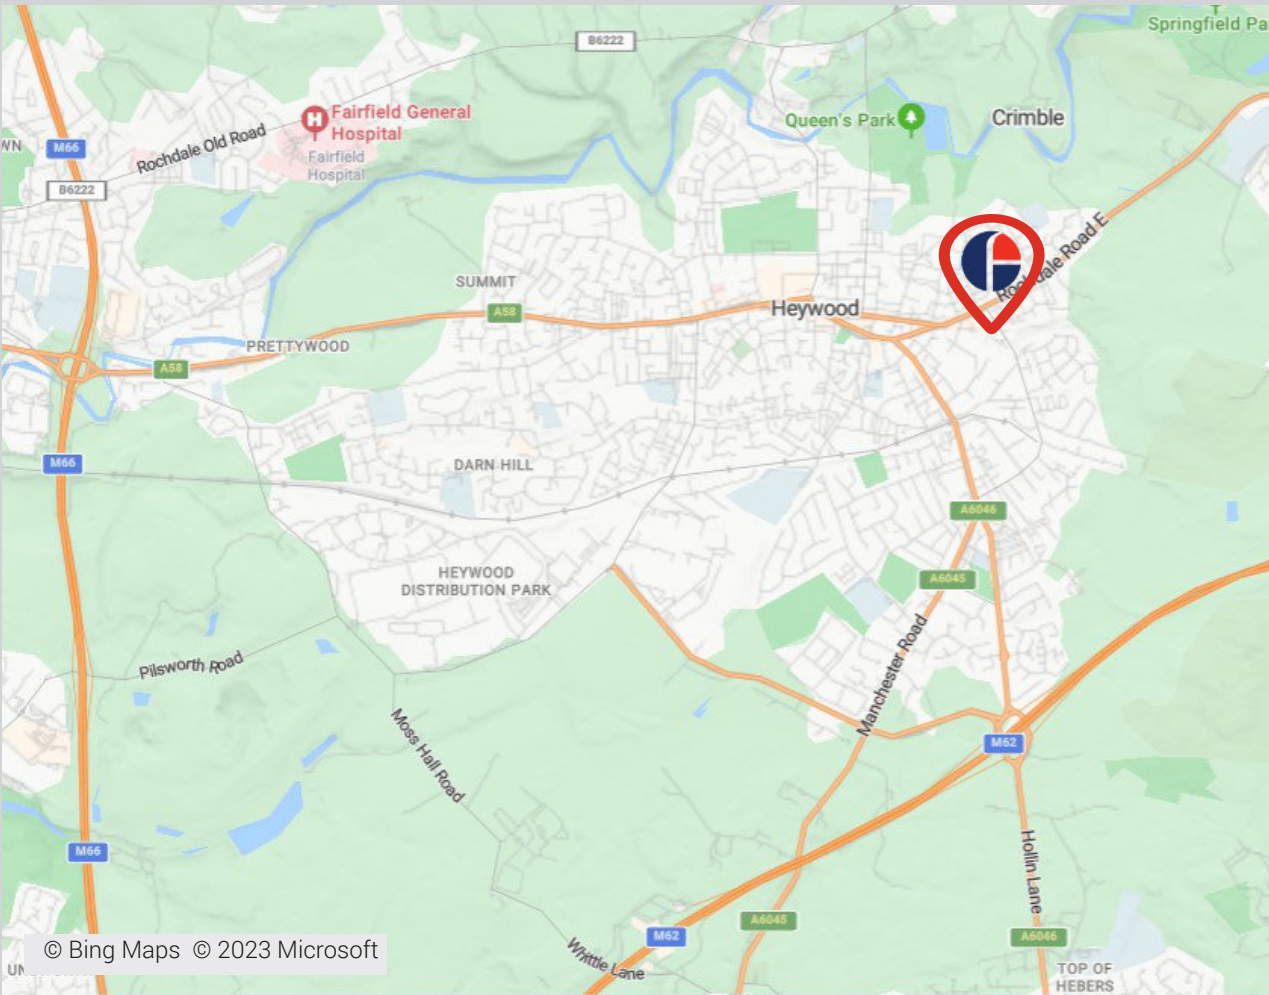 Springfield Pa
B6222
Fairfield General
Hospital
Queen's Park
Crimble
WN
M66
Rochdale Old Road
Fairfield
Hospital
B6222
Rochdale Road E
SUMMIT
A58
Heywood
PRETTYWOOD
A58
M66
DARN HILL
A6046
HEYWOOD
DISTRIBUTION PARK
A6045
Manchester Road
Pilsworth Road
Moss Hall Road
M62
M66
Hollin Lane
A6045
M62
A6046
© Bing Maps © 2023 Microsoft
Whittle Lane
UN
TOP OF
HEBERS